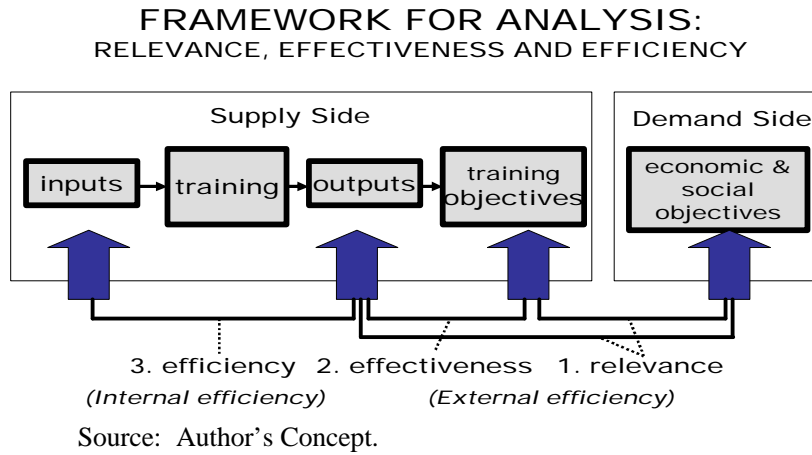 FRAMEWORK FOR ANALYSIS:
RELEVANCE, EFFECTIVENESS AND EFFICIENCY
Supply Side
Demand Side
inputs
training
outputs
training
objectives
economic &
social
objectives
3. efficiency
2. effectiveness
1. relevance
(Internal efficiency)
(External efficiency)
Source: Author's Concept.